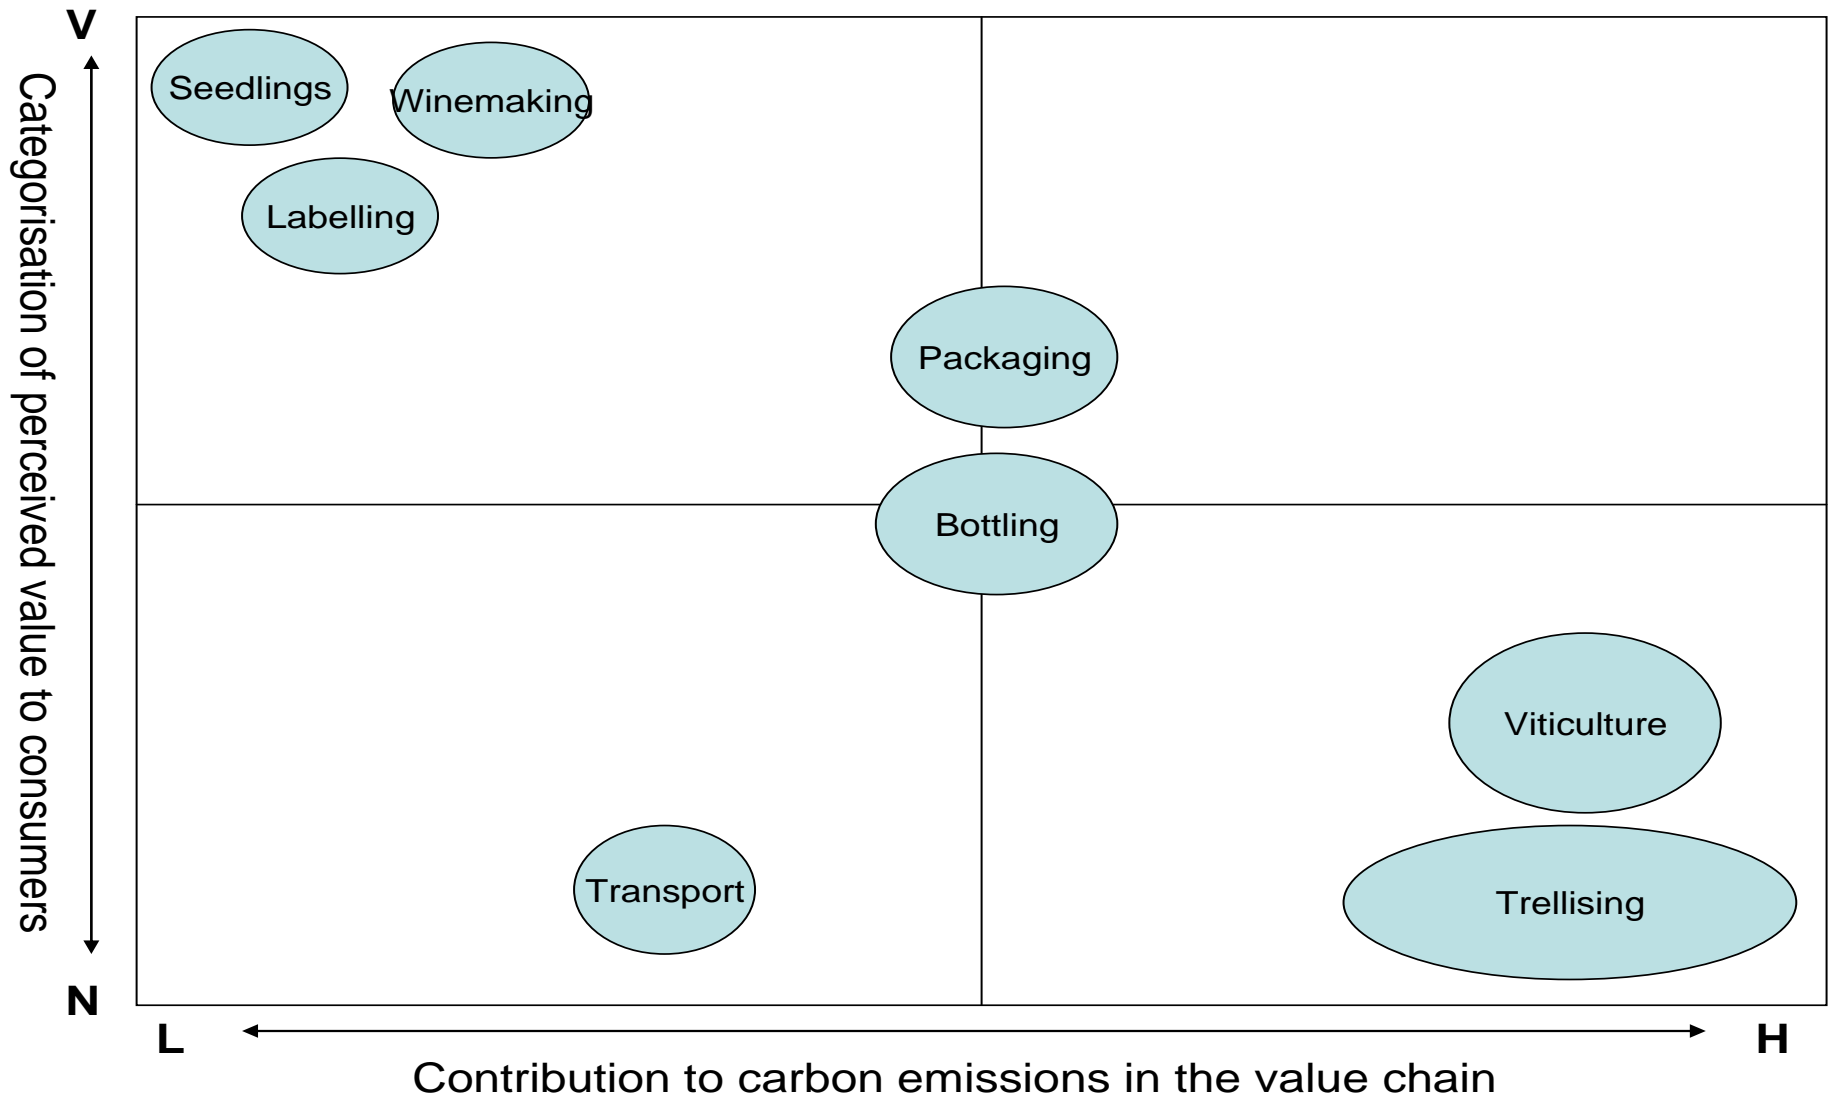 V
Categorisation of perceived value to consumers
Seedlings
Winemaking
Labelling
Packaging
Bottling
Viticulture
Transport
Trellising
N
L
H
Contribution to carbon emissions in the value chain